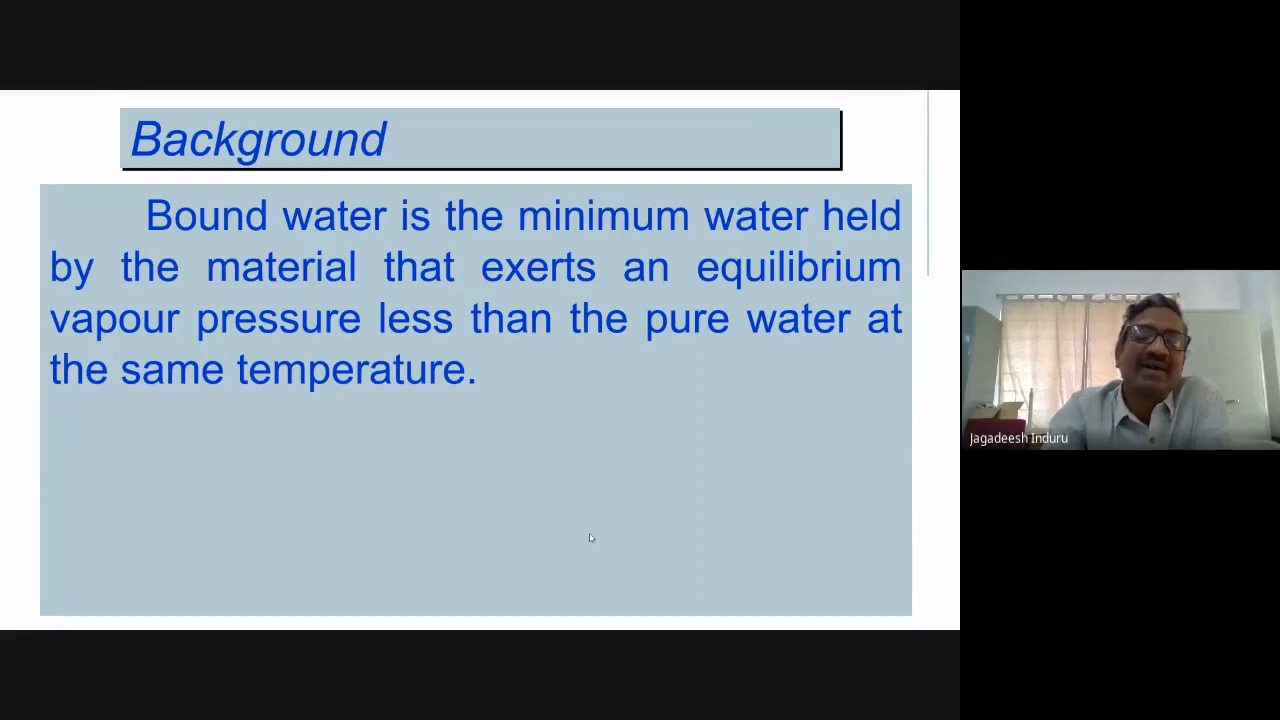 Background
Bound water is the minimum water held
by the material that exerts an equilibrium
vapour pressure less than the pure water at
the same temperature.
Jagadeesh Induru